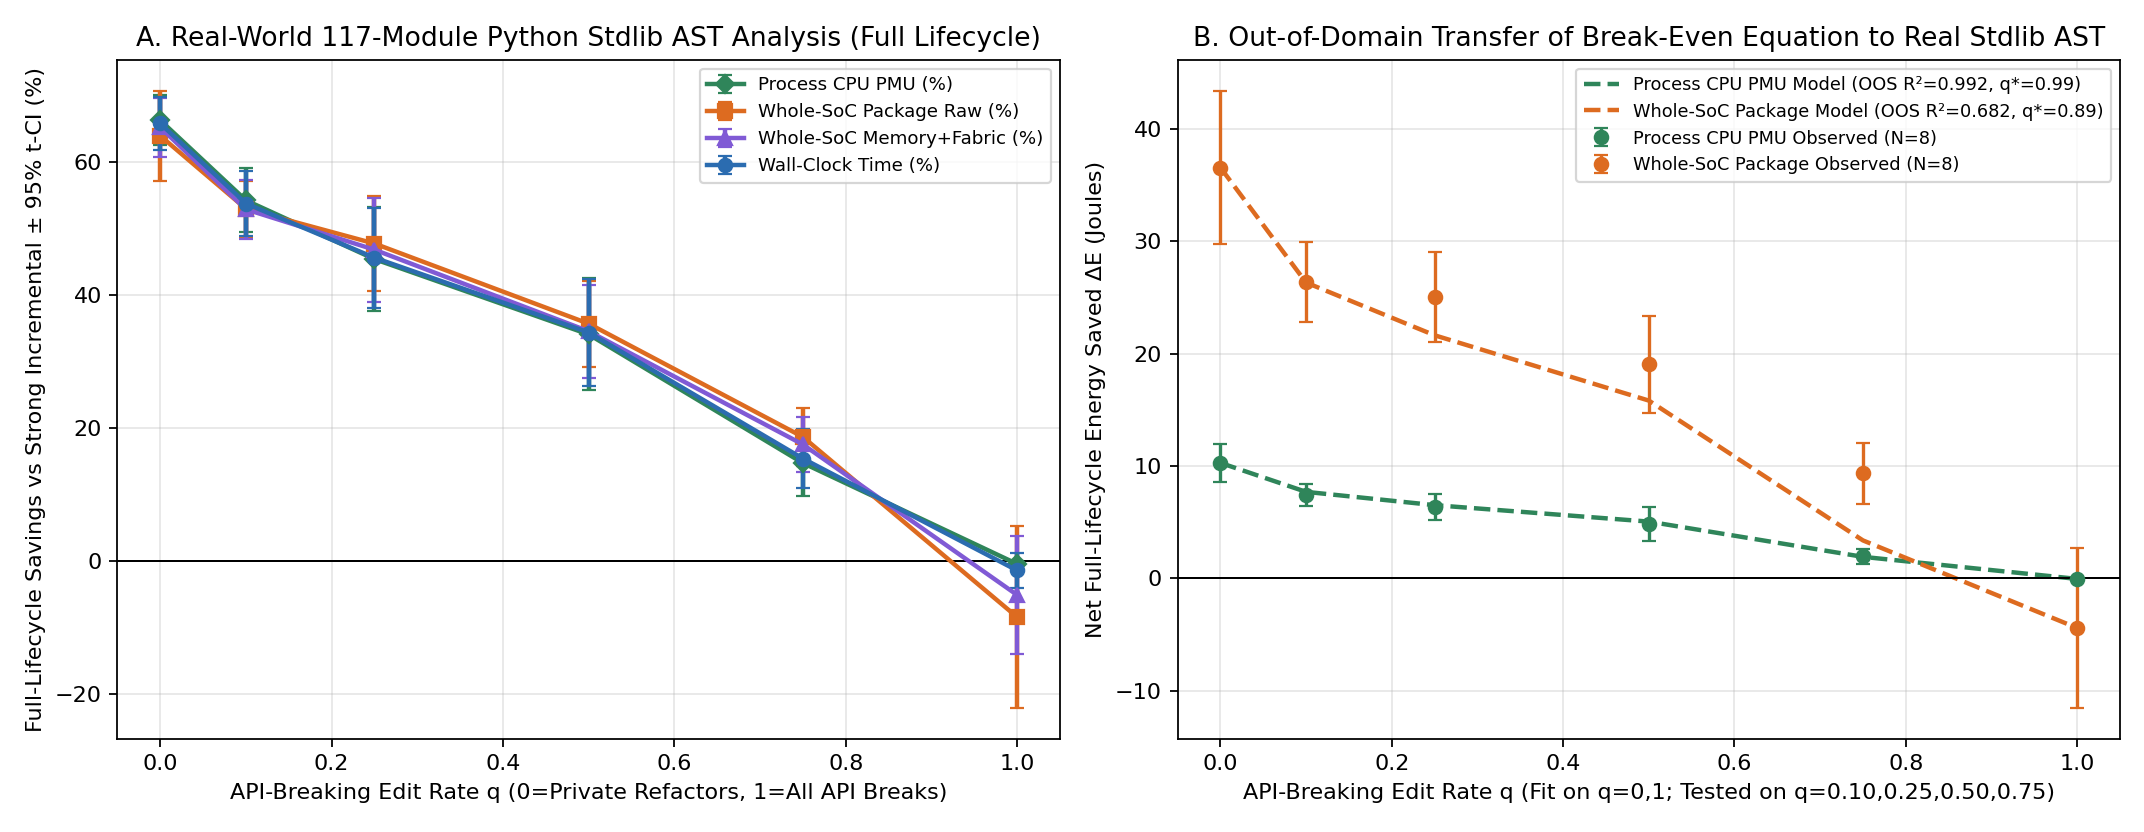 A. Real-World 117-Module Python Stdlib AST Analysis (Full Lifecycle)
Full-Lifecycle Savings vs Strong Incremental ± 95% t-CI (%)
60
40
20
0
−20
Process CPU PMU (%)
Whole-SoC Package Raw (%)
Whole-SoC Memory+Fabric (%)
Wall-Clock Time (%)
0.0
0.2
0.4
0.6
0.8
1.0
API-Breaking Edit Rate q (0=Private Refactors, 1=All API Breaks)
B. Out-of-Domain Transfer of Break-Even Equation to Real Stdlib AST
Net Full-Lifecycle Energy Saved ΔE (Joules)
40
30
20
10
0
−10
Process CPU PMU Model (OOS R²=0.992, q*=0.99)
Whole-SoC Package Model (OOS R²=0.682, q*=0.89)
Process CPU PMU Observed (N=8)
Whole-SoC Package Observed (N=8)
0.0
0.2
0.4
0.6
0.8
1.0
API-Breaking Edit Rate q (Fit on q=0,1; Tested on q=0.10,0.25,0.50,0.75)